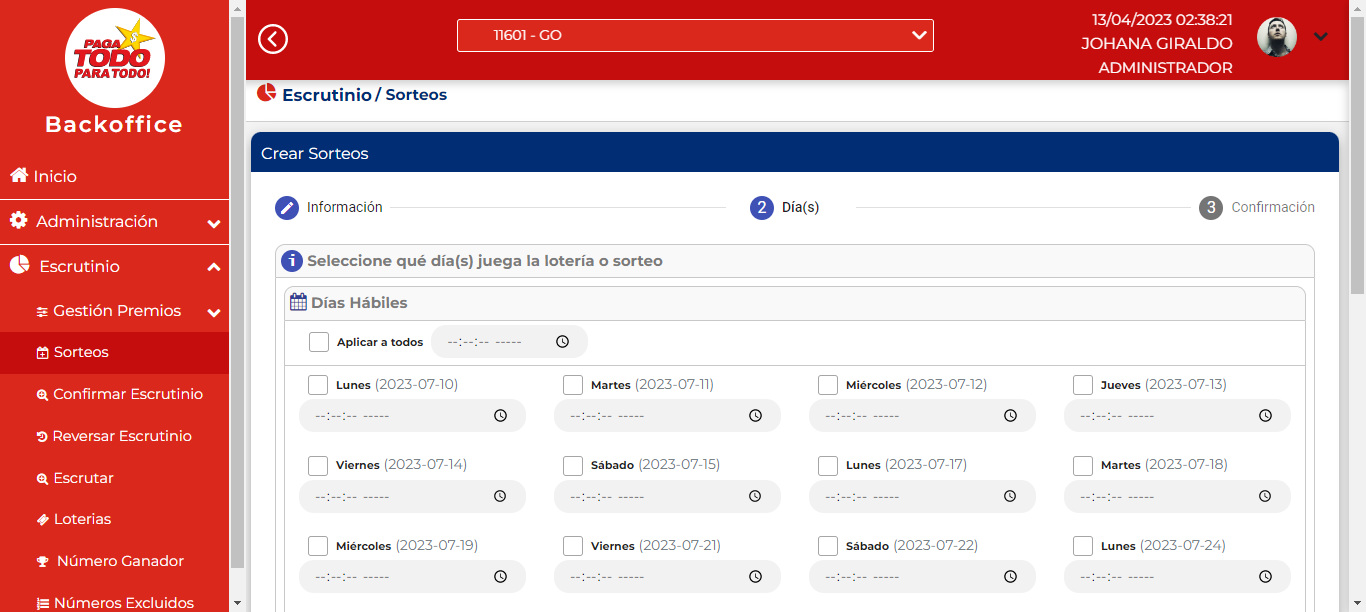 PAGA
TODO
PARA TODO!
Backoffice
Inicio
Administración
Escrutinio
Gestión Premios
Sorteos
Confirmar Escrutinio
Reversar Escrutinio
Escrutar
Loterias
Número Ganador
Números Excluidos
11601 - GO
13/04/2023 02:38:21
JOHANA GIRALDO
ADMINISTRADOR
Escrutinio / Sorteos
Crear Sorteos
Información
2 Día(s)
3 Confirmación
Seleccione qué día(s) juega la lotería o sorteo
Días Hábiles
Aplicar a todos --:--:-- -----
Lunes (2023-07-10) Martes (2023-07-11) Miércoles (2023-07-12) Jueves (2023-07-13)
--:--:-- ----- --:--:-- ----- --:--:-- ----- --:--:-- -----
Viernes (2023-07-14) Sábado (2023-07-15) Lunes (2023-07-17) Martes (2023-07-18)
--:--:-- ----- --:--:-- ----- --:--:-- ----- --:--:-- -----
Miércoles (2023-07-19) Viernes (2023-07-21) Sábado (2023-07-22) Lunes (2023-07-24)
--:--:-- ----- --:--:-- ----- --:--:-- ----- --:--:-- -----